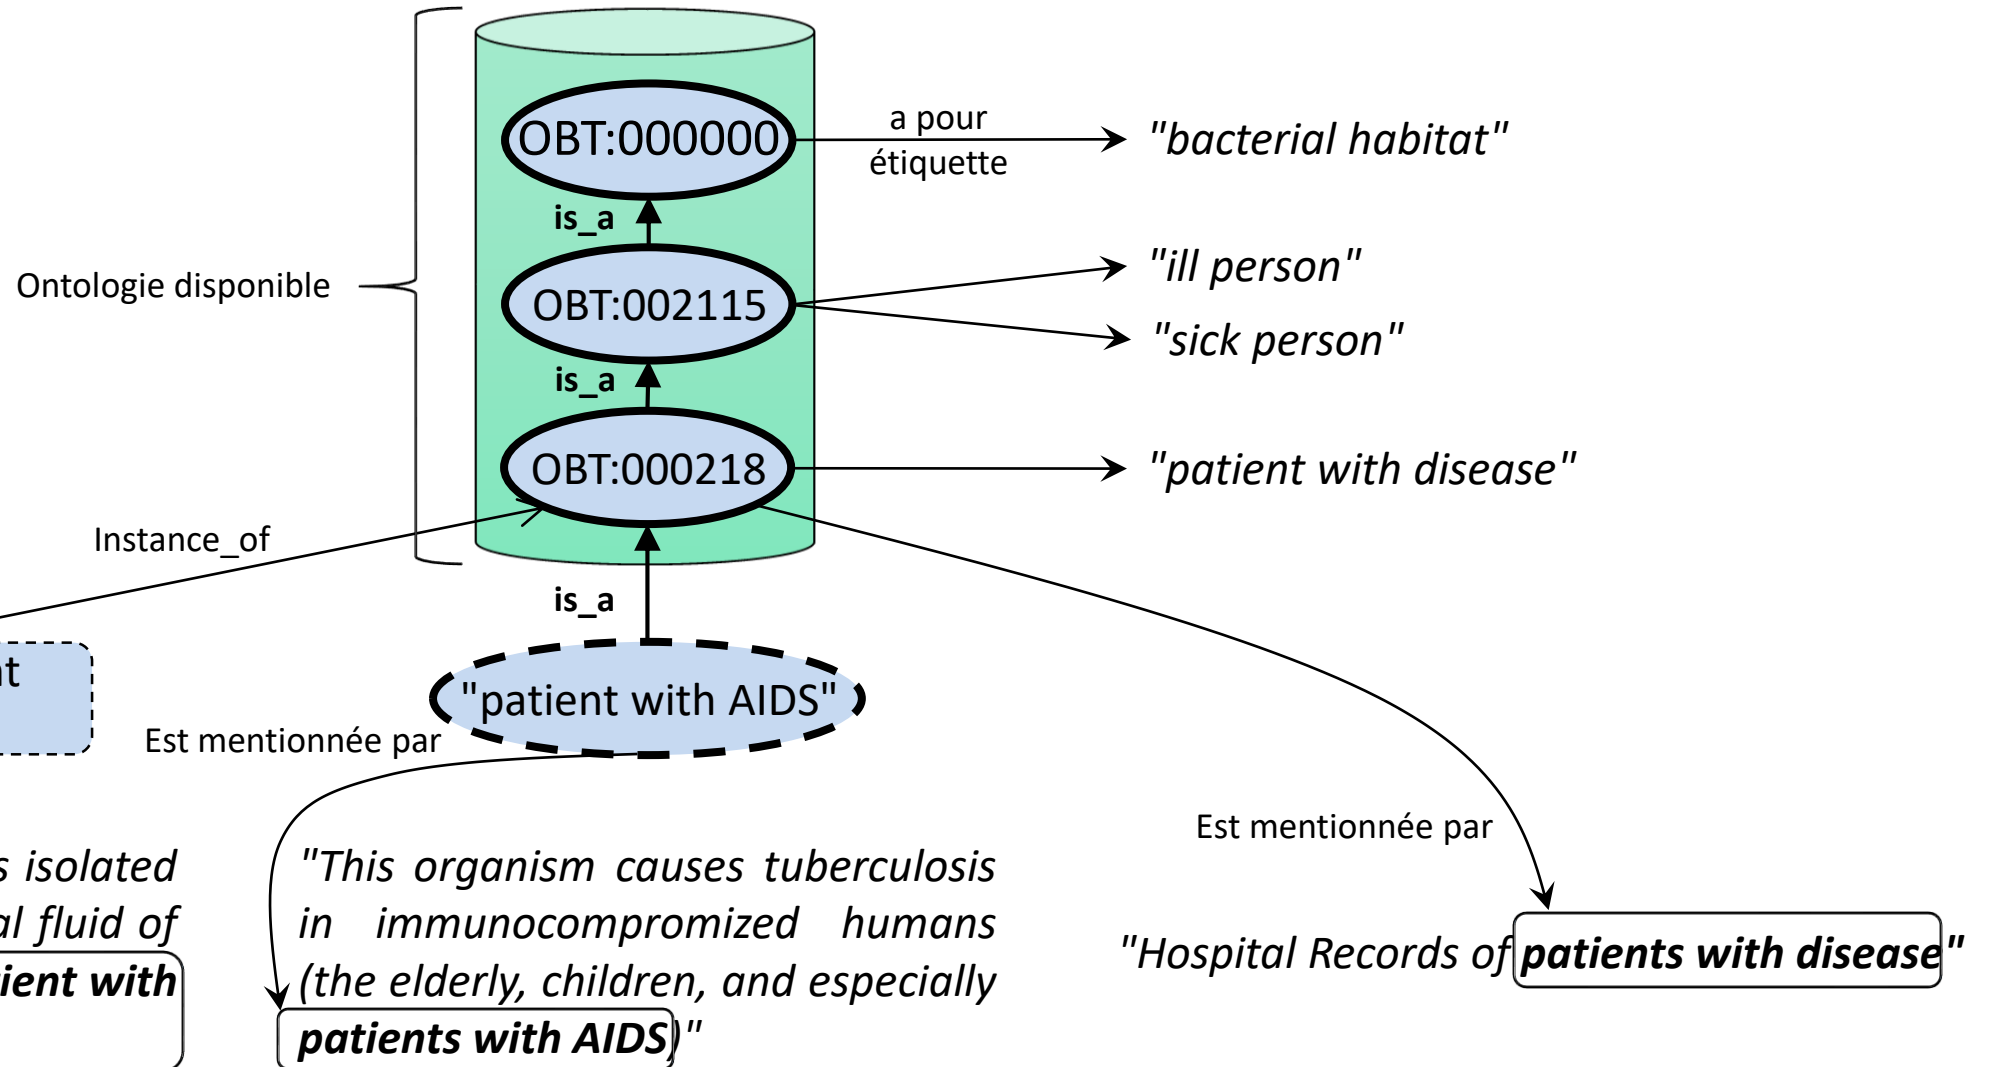 OBT:000000
a pour
étiquette
"bacterial habitat"
is_a
Ontologie disponible
OBT:002115
"ill person"
"sick person"
is_a
OBT:000218
"patient with disease"
Instance_of
is_a
"patient with AIDS"
Est mentionnée par
Est mentionnée par
isolated
fluid of
with
"This organism causes tuberculosis
in immunocompromized humans
(the elderly, children, and especially
patients with AIDS)"
"Hospital Records of patients with disease"